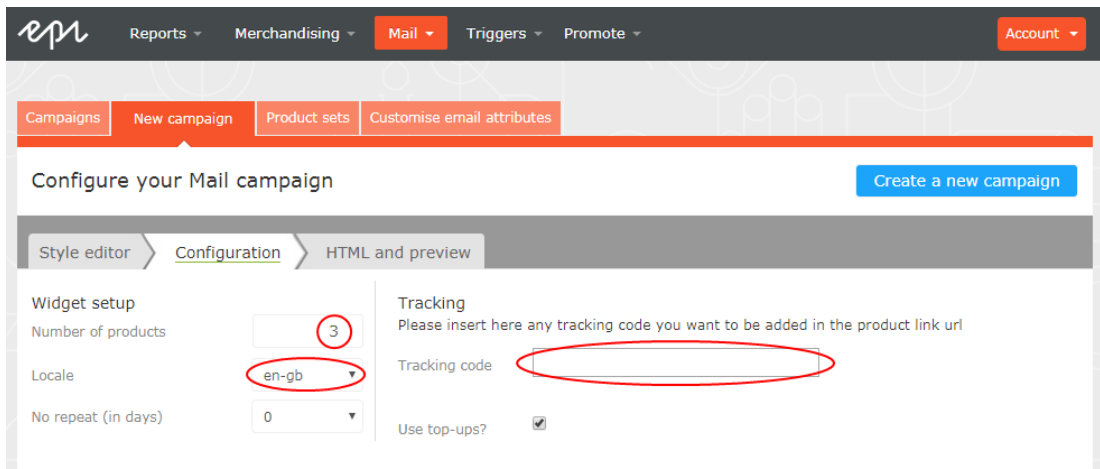 epi Reports Merchandising Mail Triggers Promote Account
Campaigns New campaign Product sets Customise email attributes
Configure your Mail campaign Create a new campaign
Style editor Configuration HTML and preview
Widget setup
Number of products 3
Locale en-gb
No repeat (in days) 0
Tracking
Please insert here any tracking code you want to be added in the product link url
Tracking code
Use top-ups?